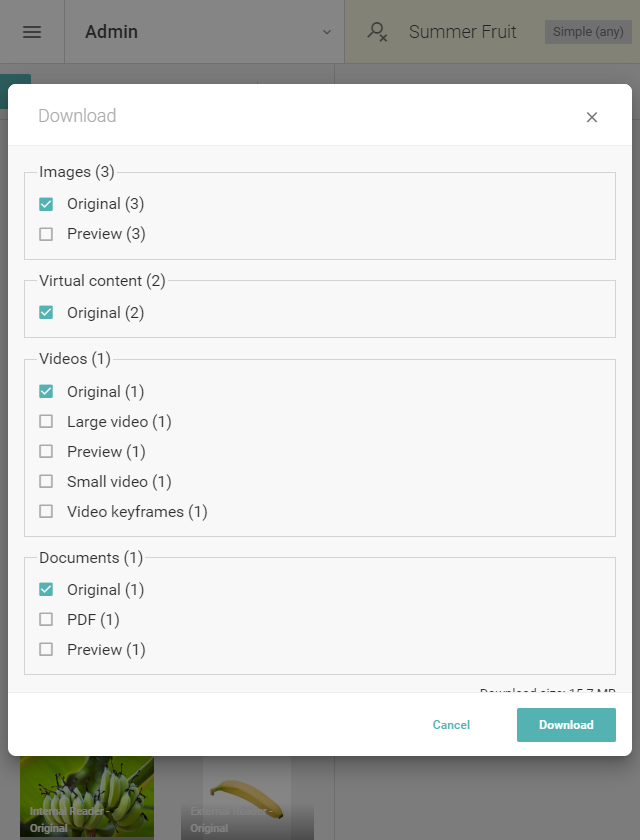 Admin
Summer Fruit
Simple (any)
Download
Images (3)
Original (3)
Preview (3)
Virtual content (2)
Original (2)
Videos (1)
Original (1)
Large video (1)
Preview (1)
Small video (1)
Video keyframes (1)
Documents (1)
Original (1)
PDF (1)
Preview (1)
Download size: 15.7 MB
Cancel
Download
Internal Reader -
Original
External Reader -
Original